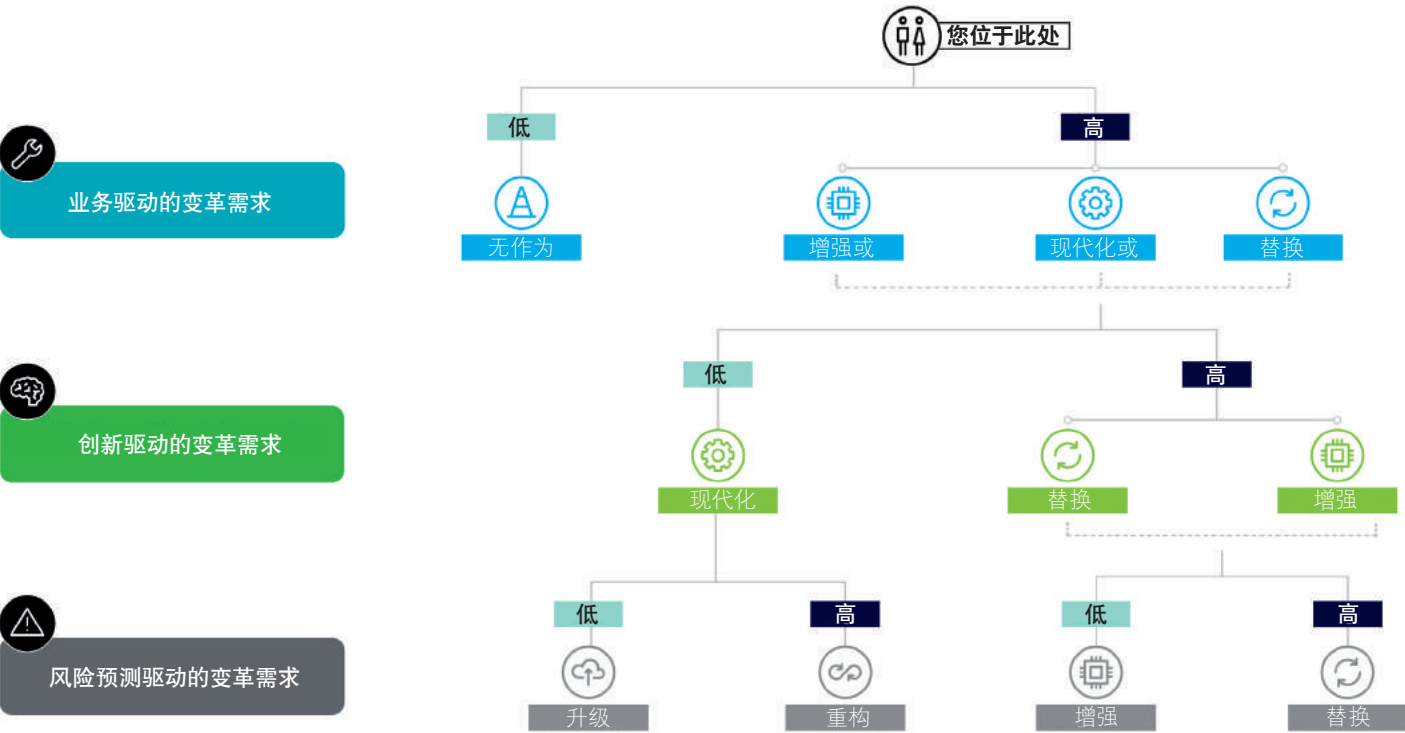 您位于此处
低
高
业务驱动的变革需求
无作为
增强或
现代化或
替换
低
高
创新驱动的变革需求
现代化
替换
增强
低
高
低
高
风险预测驱动的变革需求
升级
重构
增强
替换